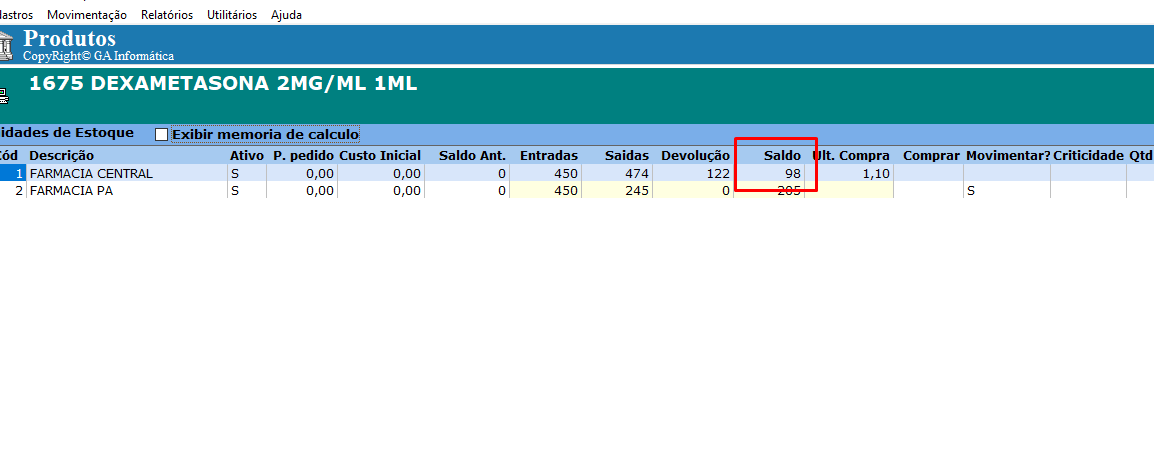 dastros Movimentação Relatórios Utilitários Ajuda
Produtos
CopyRight© GA Informática
1675 DEXAMETASONA 2MG/ML 1ML
idades de Estoque Exibir memoria de calculo
Cód Descrição Ativo P. pedido Custo Inicial Saldo Ant. Entradas Saidas Devolução Saldo Ult. Compra Comprar Movimentar? Criticidade Qtd
1 FARMACIA CENTRAL S 0,00 0,00 0 450 474 122 98 1,10
2 FARMACIA PA S 0,00 0,00 0 450 245 0 205 S